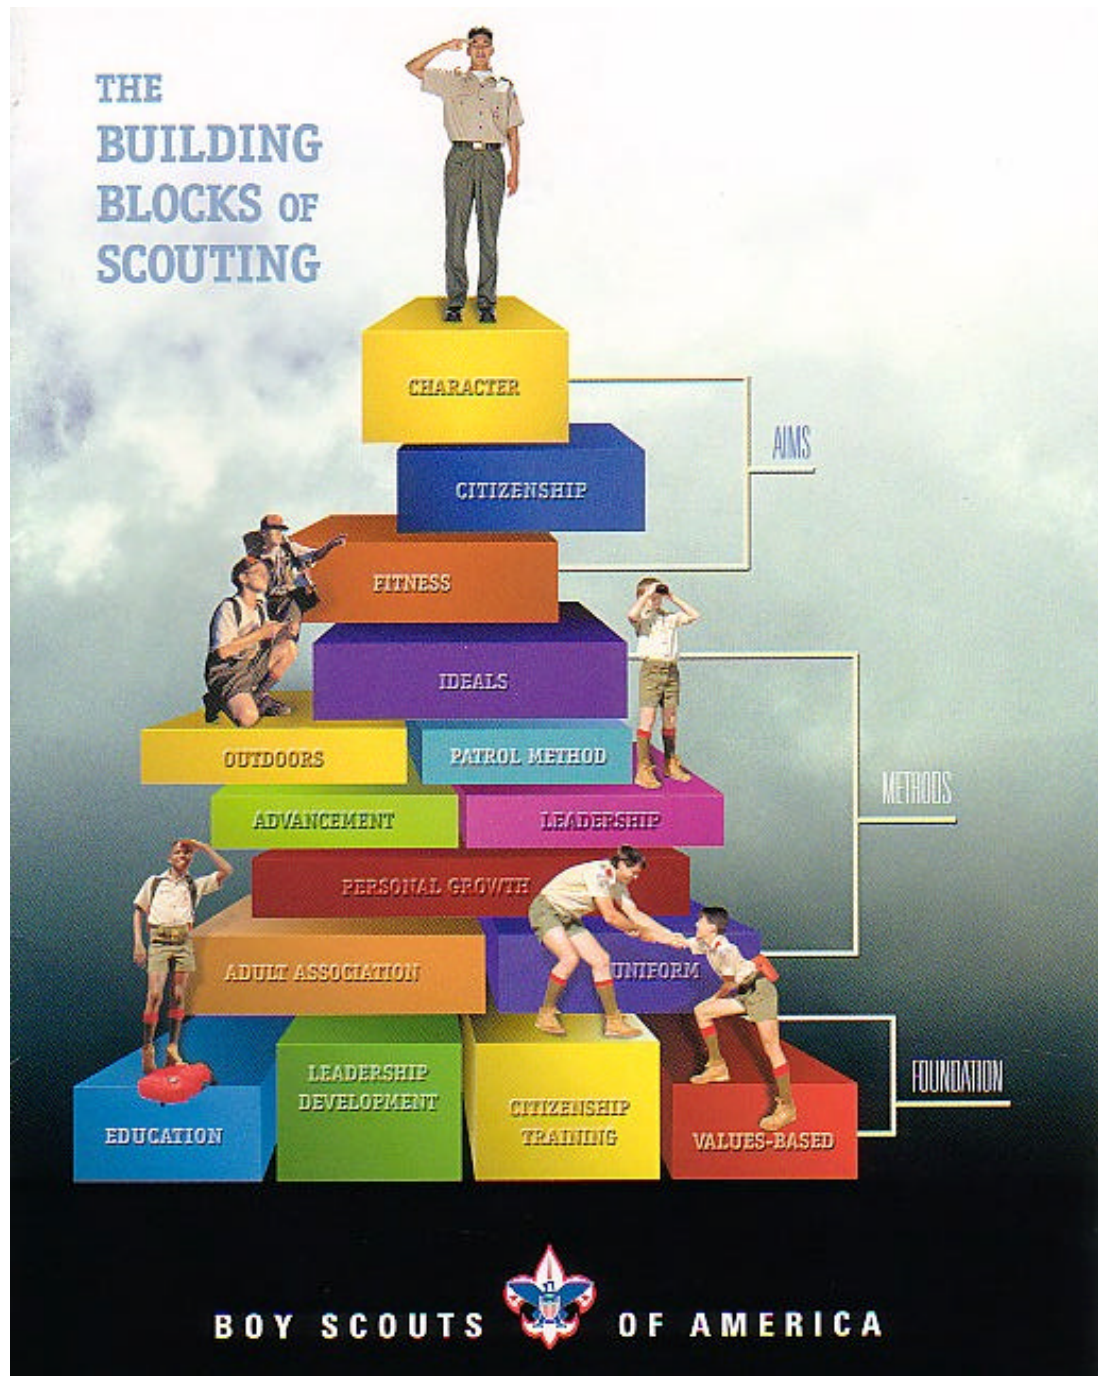 THE
BUILDING
BLOCKS OF
SCOUTING
CHARACTER
AIMS
CITIZENSHIP
FITNESS
IDEALS
OUTDOORS
PATROL METHOD
METHODS
ADVANCEMENT
LEADERSHIP
PERSONAL GROWTH
ADULT ASSOCIATION
UNIFORM
FOUNDATION
EDUCATION
LEADERSHIP
DEVELOPMENT
CITIZENSHIP
TRAINING
VALUES-BASED
BOY SCOUTS OF AMERICA